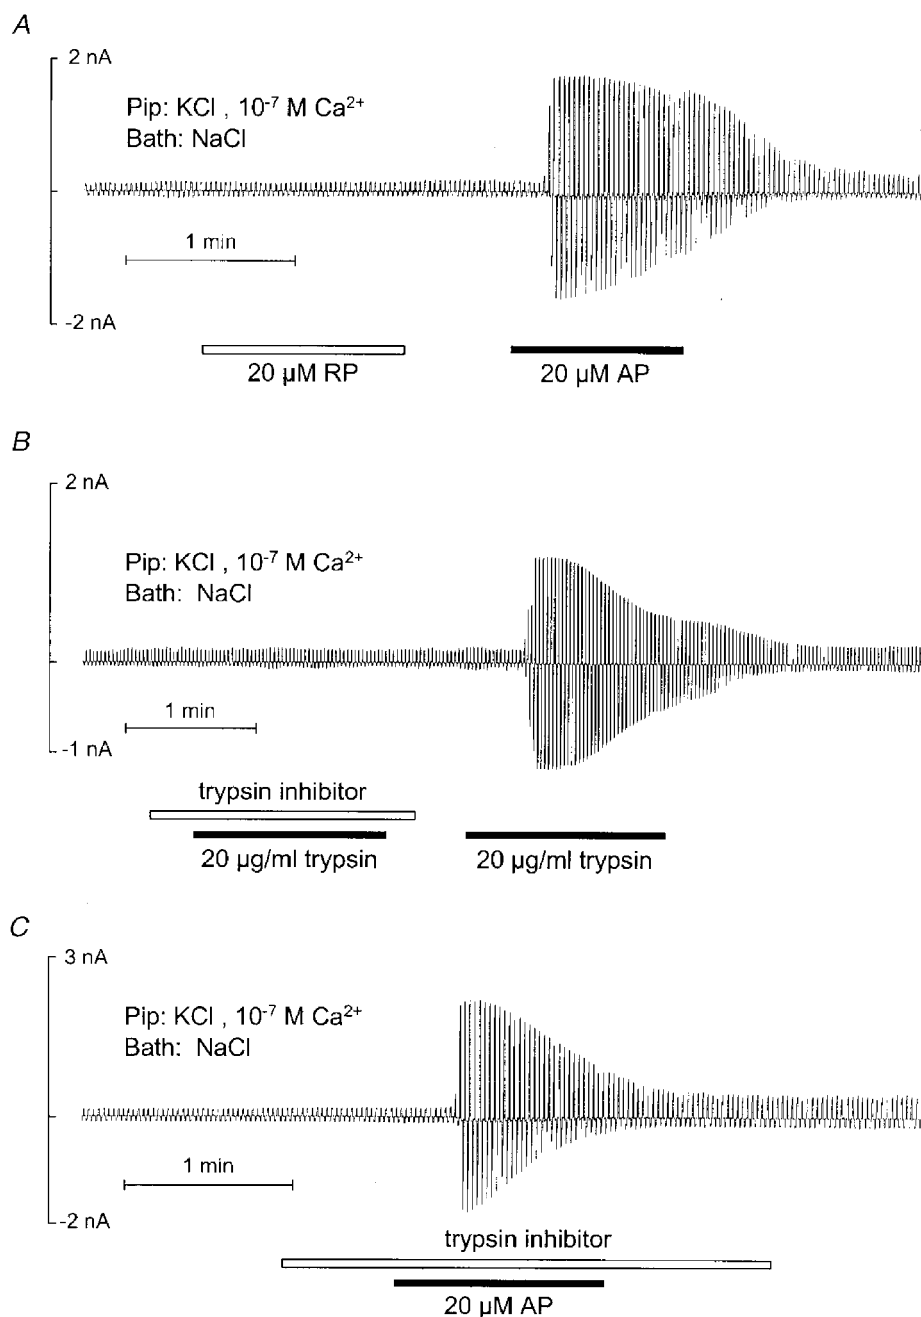 A
2 nA
Pip: KCl , 10⁻⁷ M Ca²⁺
Bath: NaCl
1 min
-2 nA
20 µM RP
20 µM AP
B
2 nA
Pip: KCl , 10⁻⁷ M Ca²⁺
Bath: NaCl
1 min
-1 nA
trypsin inhibitor
20 µg/ml trypsin
20 µg/ml trypsin
C
3 nA
Pip: KCl , 10⁻⁷ M Ca²⁺
Bath: NaCl
1 min
-2 nA
trypsin inhibitor
20 µM AP